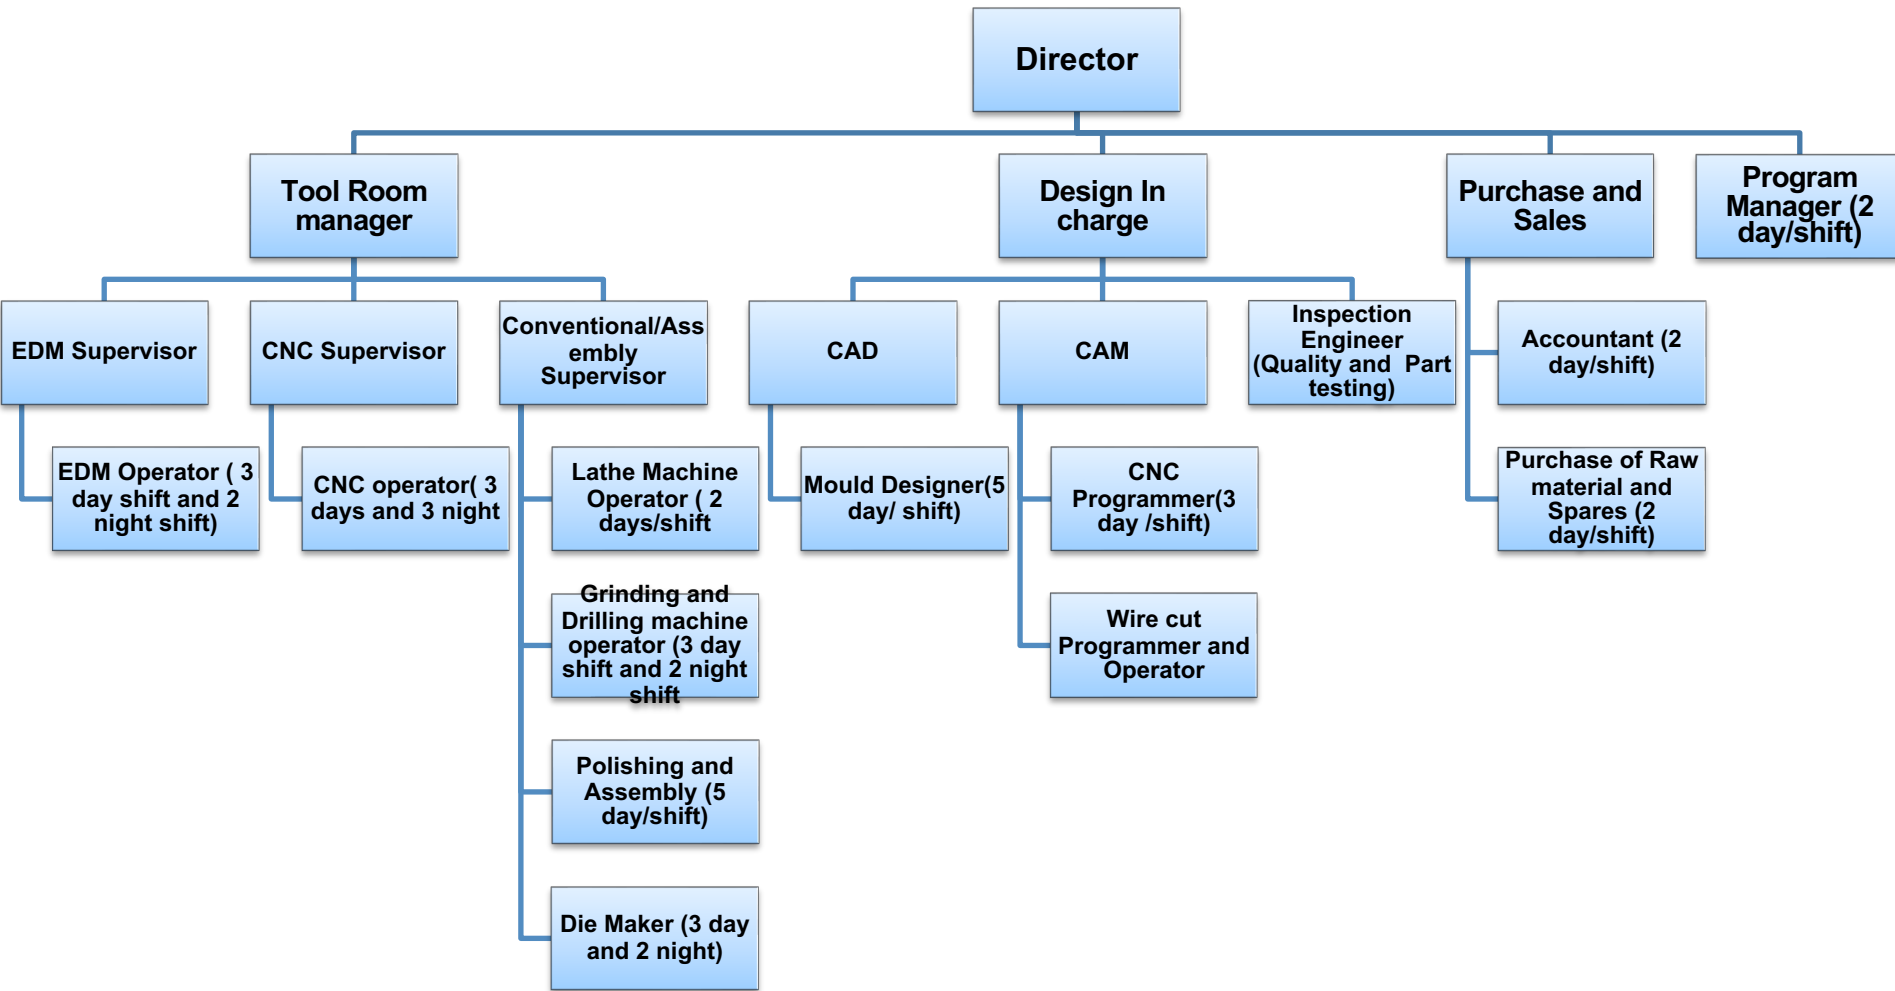 Director
Tool Room
manager
Design In
charge
Purchase and
Sales
Program
Manager (2
day/shift)
EDM Supervisor
CNC Supervisor
Conventional/Ass
embly
Supervisor
CAD
CAM
Inspection
Engineer
(Quality and  Part
testing)
Accountant (2
day/shift)
EDM Operator ( 3
day shift and 2
night shift)
CNC operator( 3
days and 3 night
Lathe Machine
Operator ( 2
days/shift
Mould Designer(5
day/ shift)
CNC
Programmer(3
day /shift)
Purchase of Raw
material and
Spares (2
day/shift)
Grinding and
Drilling machine
operator (3 day
shift and 2 night
shift
Wire cut
Programmer and
Operator
Polishing and
Assembly (5
day/shift)
Die Maker (3 day
and 2 night)